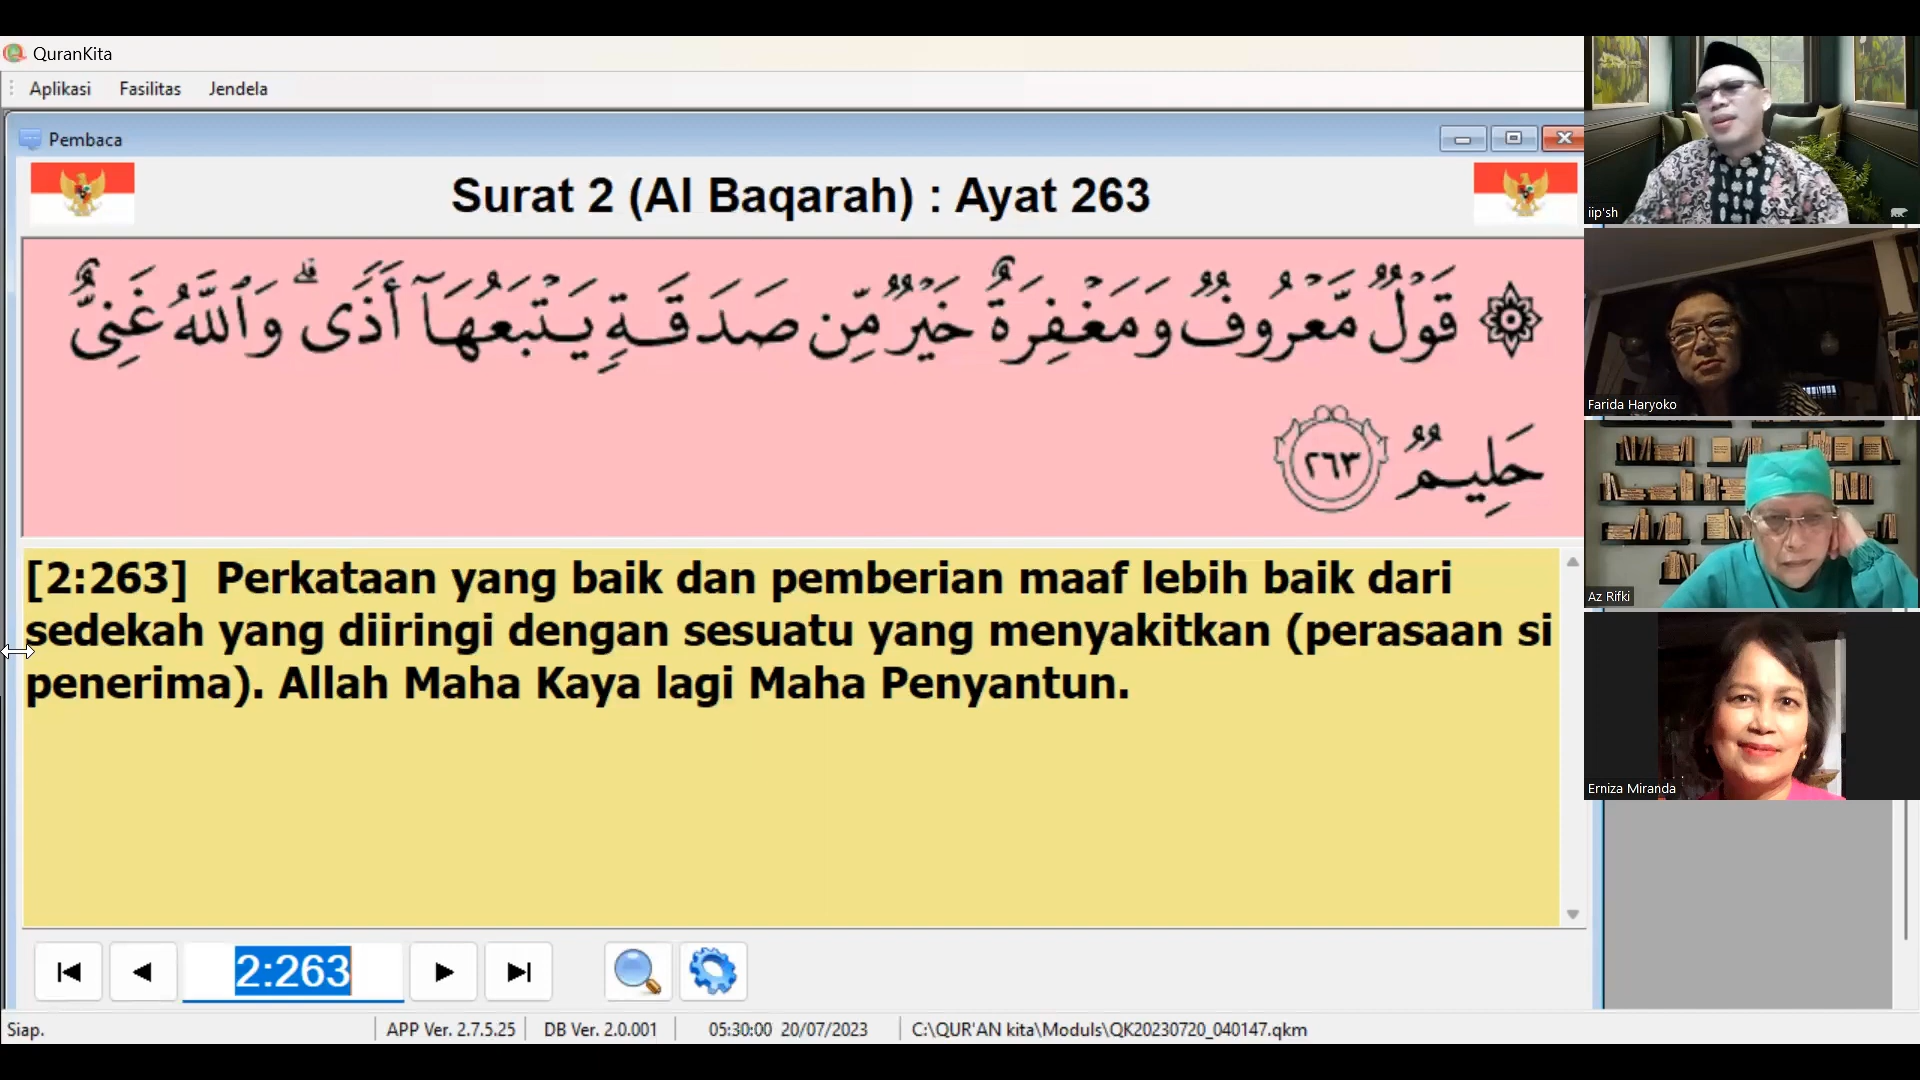 QuranKita
Aplikasi Fasilitas Jendela
Pembaca
Surat 2 (Al Baqarah) : Ayat 263
۞ قَوْلٌ مَّعْرُوفٌ وَمَغْفِرَةٌ خَيْرٌ مِّن صَدَقَةٍ يَتْبَعُهَآ أَذًى ۗ وَٱللَّهُ غَنِىٌّ
حَلِيمٌ ٢٦٣
[2:263] Perkataan yang baik dan pemberian maaf lebih baik dari
sedekah yang diiringi dengan sesuatu yang menyakitkan (perasaan si
penerima). Allah Maha Kaya lagi Maha Penyantun.
2:263
Siap. APP Ver. 2.7.5.25 DB Ver. 2.0.001 05:30:00 20/07/2023 C:\QUR'AN kita\Moduls\QK20230720_040147.qkm
iip'sh
Farida Haryoko
Az Rifki
Erniza Miranda